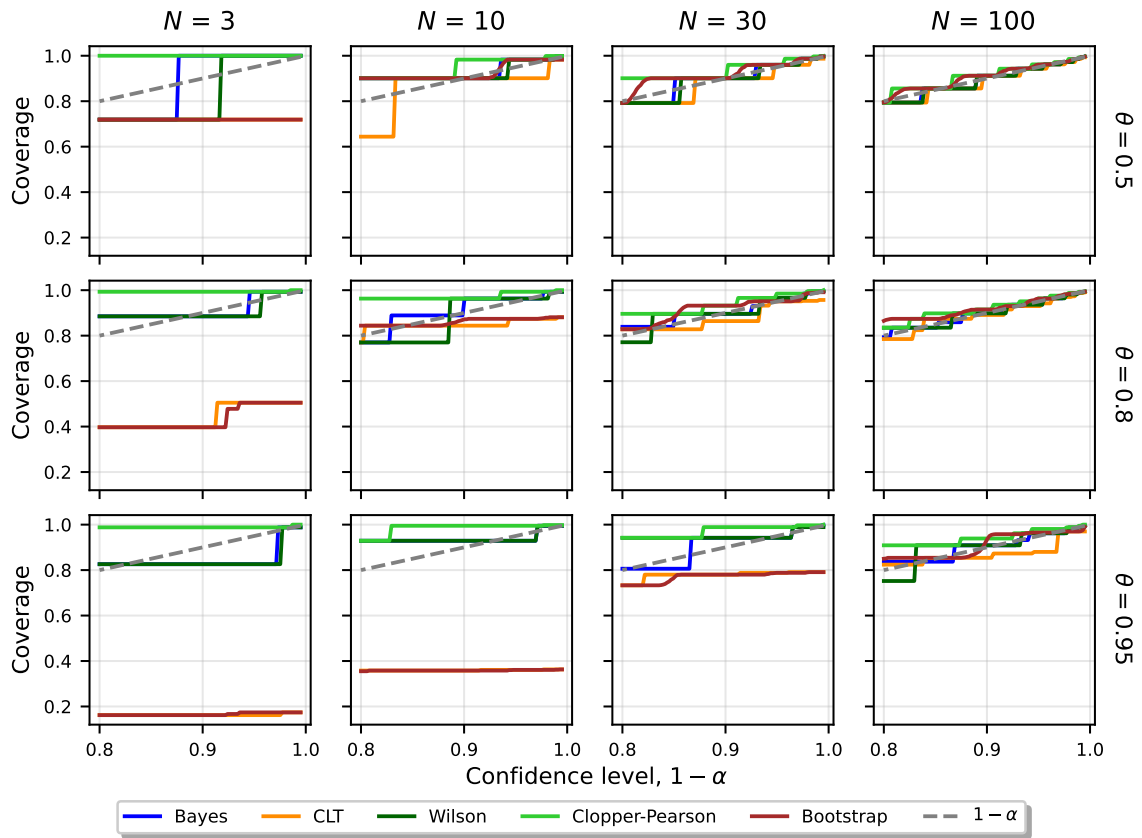 N = 3 N = 10 N = 30 N = 100
1.0
0.8
0.6
0.4
0.2
Coverage
θ = 0.5
1.0
0.8
0.6
0.4
0.2
Coverage
θ = 0.8
1.0
0.8
0.6
0.4
0.2
Coverage
θ = 0.95
0.8 0.9 1.0 0.8 0.9 1.0 0.8 0.9 1.0 0.8 0.9 1.0
Confidence level, 1 − α
Bayes CLT Wilson Clopper-Pearson Bootstrap 1 − α